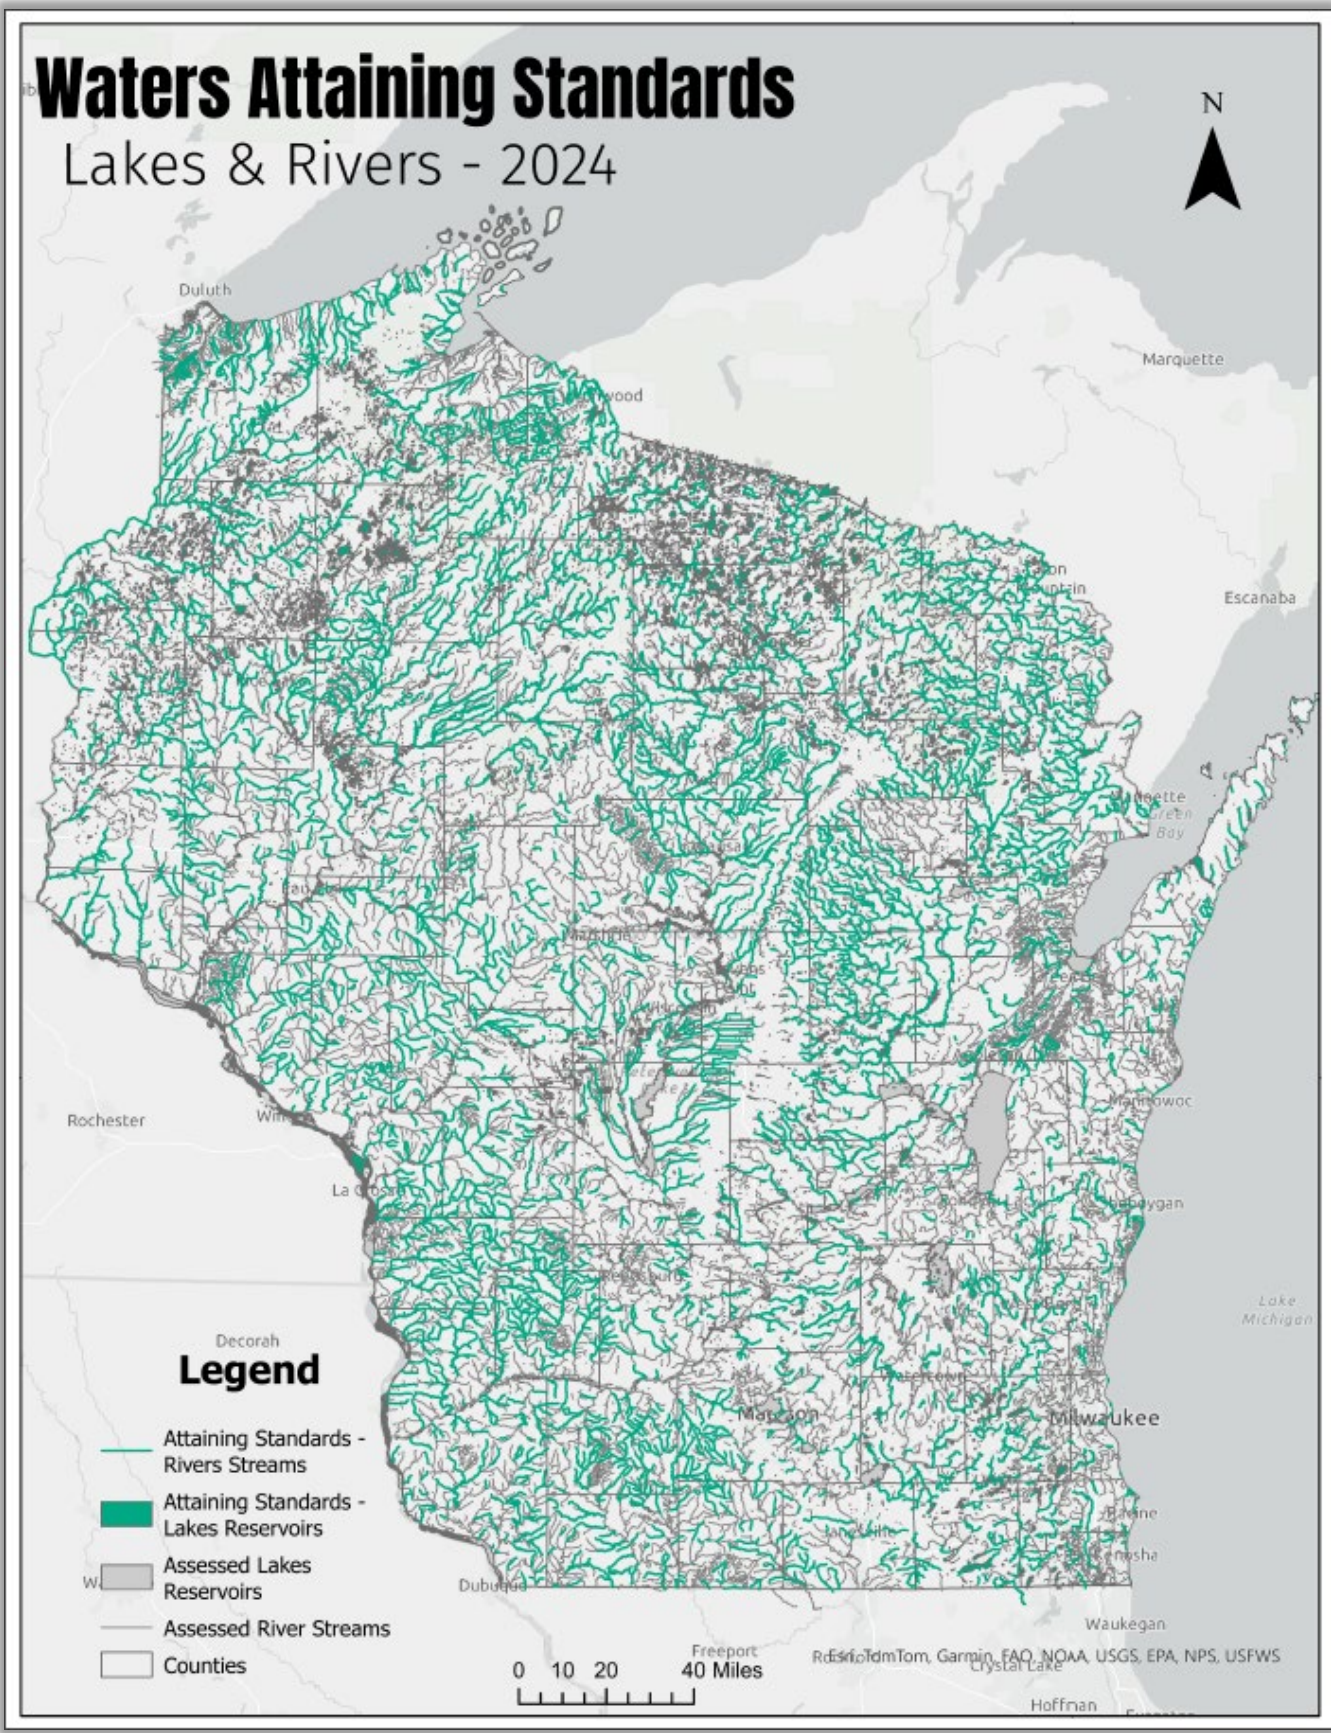 Waters Attaining Standards
Lakes & Rivers - 2024
N
Duluth
Marquette
Escanaba
Green
Bay
Rochester
La Crosse
Manitowoc
Sheboygan
Lake
Michigan
Decorah
Watertown
Madison
Milwaukee
Janesville
Racine
Kenosha
Dubuque
Waukegan
Freeport
Crystal Lake
Hoffman
Legend
Attaining Standards -
Rivers Streams
Attaining Standards -
Lakes Reservoirs
Assessed Lakes
Reservoirs
Assessed River Streams
Counties
0 10 20 40 Miles
Esri, TomTom, Garmin, FAO, NOAA, USGS, EPA, NPS, USFWS